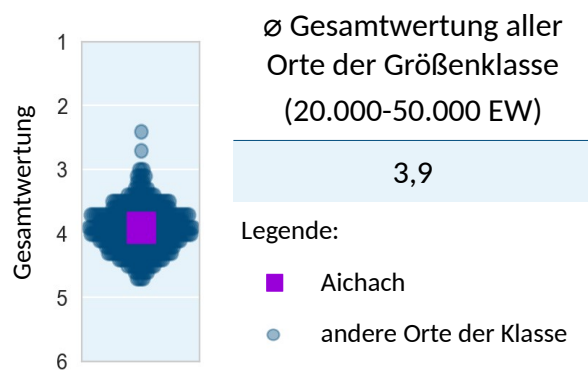 1
2
3
4
5
6
Gesamtwertung
⌀ Gesamtwertung aller
Orte der Größenklasse
(20.000-50.000 EW)
3,9
Legende:
Aichach
andere Orte der Klasse